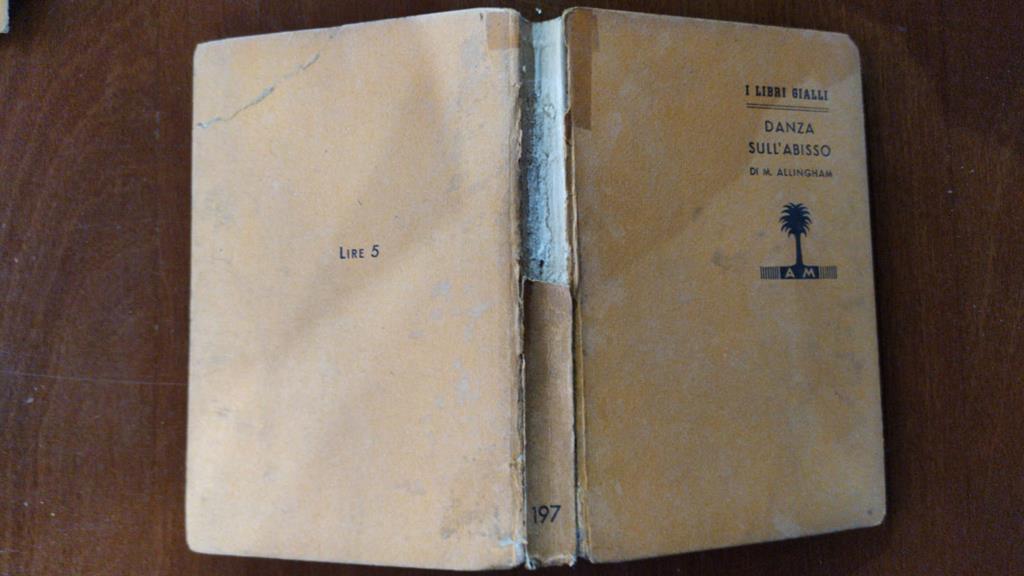 I LIBRI GIALLI
DANZA
SULL'ABISSO
DI M. ALLINGHAM
A M
197
LIRE 5